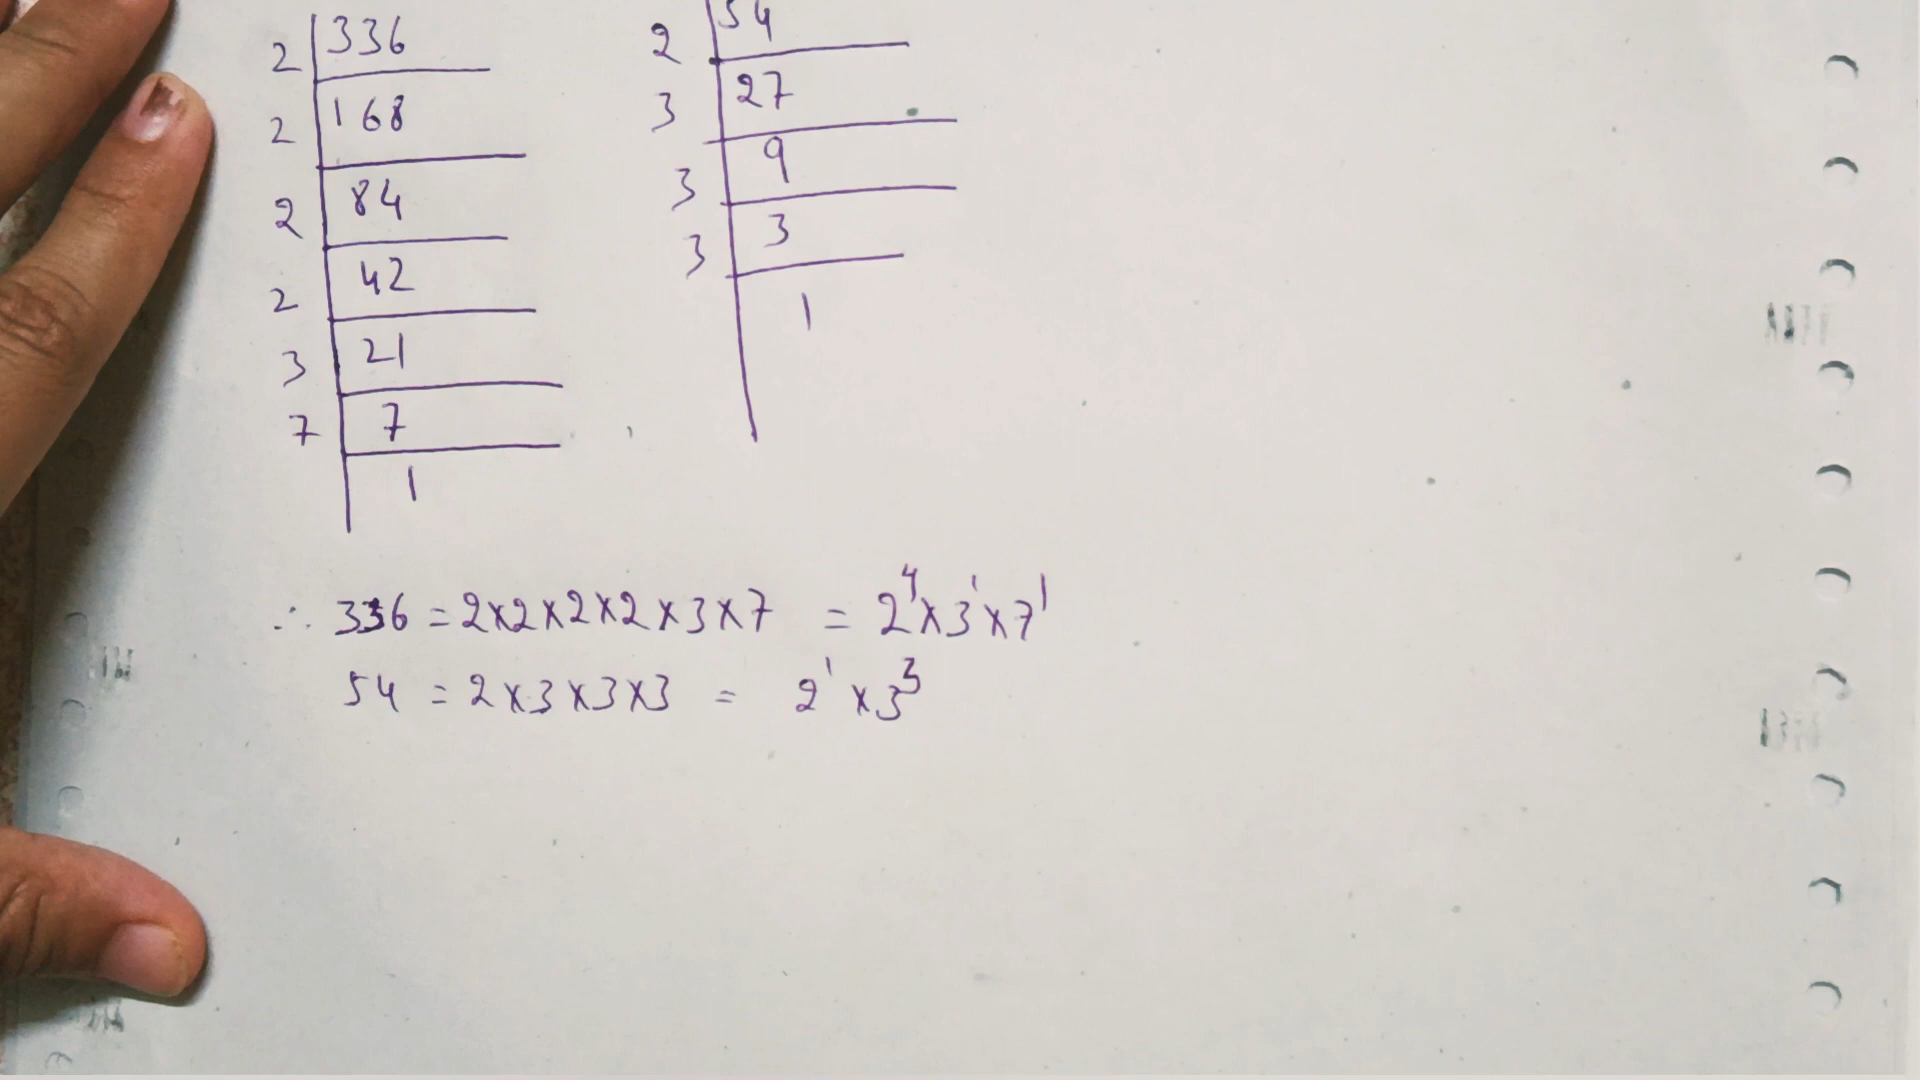 2 | 336
2 | 168
2 | 84
2 | 42
3 | 21
7 | 7
1
2 | 54
3 | 27
3 | 9
3 | 3
1
∴ 336 = 2×2×2×2×3×7 = 2⁴×3¹×7¹
54 = 2×3×3×3 = 2¹×3³